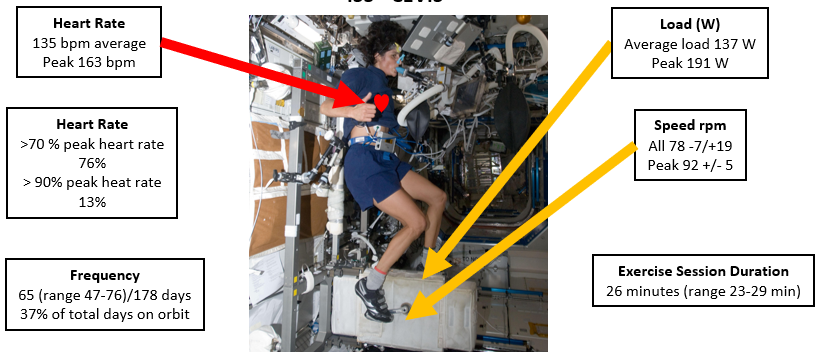 Heart Rate
135 bpm average
Peak 163 bpm
Load (W)
Average load 137 W
Peak 191 W
Heart Rate
>70 % peak heart rate
76%
> 90% peak heat rate
13%
Speed rpm
All 78 -7/+19
Peak 92 +/- 5
Frequency
65 (range 47-76)/178 days
37% of total days on orbit
Exercise Session Duration
26 minutes (range 23-29 min)